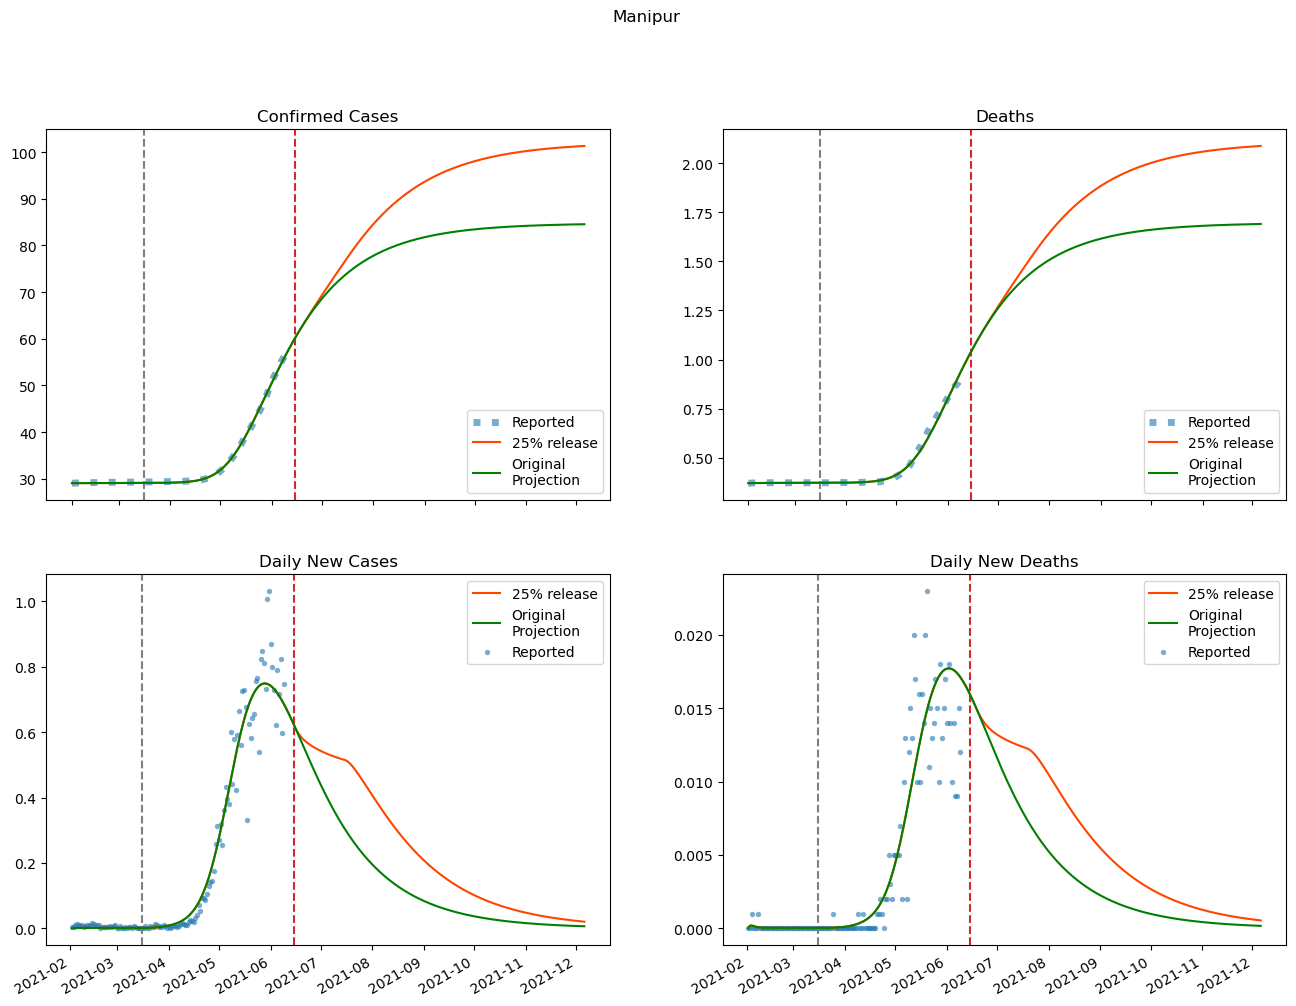 Manipur
Confirmed Cases
100
90
80
70
60
50
40
30
Reported
25% release
Original
Projection
Deaths
2.00
1.75
1.50
1.25
1.00
0.75
0.50
Reported
25% release
Original
Projection
Daily New Cases
1.0
0.8
0.6
0.4
0.2
0.0
25% release
Original
Projection
Reported
2021-02
2021-03
2021-04
2021-05
2021-06
2021-07
2021-08
2021-09
2021-10
2021-11
2021-12
Daily New Deaths
0.020
0.015
0.010
0.005
0.000
25% release
Original
Projection
Reported
2021-02
2021-03
2021-04
2021-05
2021-06
2021-07
2021-08
2021-09
2021-10
2021-11
2021-12